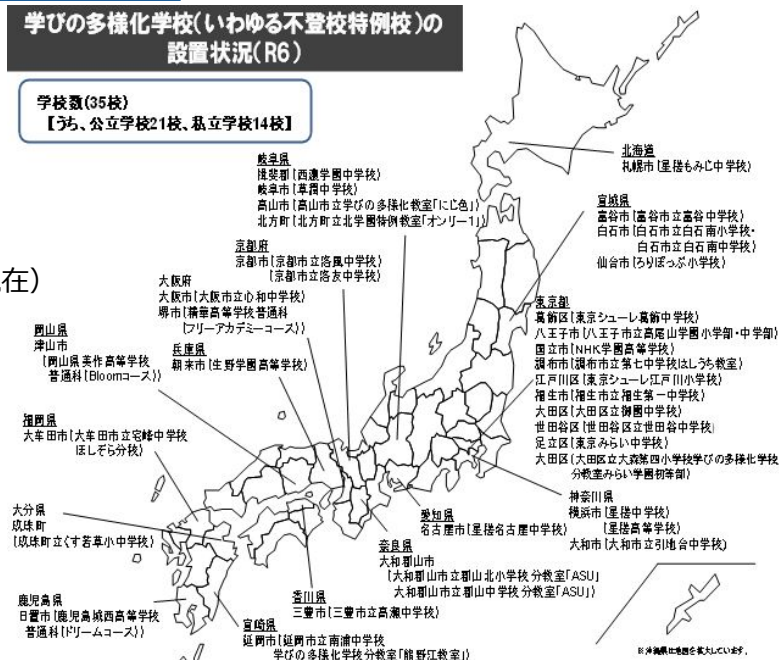 学びの多様化学校(いわゆる不登校特例校)の
設置状況(R6)
学校数(35校)
【うち、公立学校21校、私立学校14校】
在)
北海道
札幌市(星槎もみじ中学校)
宮城県
富谷市(富谷市立富谷中学校)
白石市(白石市立白石南小学校・
白石市立白石南中学校)
仙台市(ろりぽっぷ小学校)
岐阜県
揖斐郡(西濃学園中学校)
岐阜市(草潤中学校)
高山市(高山市立学びの多様化教室「にじ色」)
北方町(北方町立北学園特例教室「オンリー1」)
京都府
京都市(京都市立洛風中学校)
(京都市立洛友中学校)
大阪府
大阪市(大阪市立心和中学校)
堺市(精華高等学校普通科
(フリーアカデミーコース))
兵庫県
朝来市(生野学園高等学校)
岡山県
津山市
(岡山県美作高等学校
普通科(Bloomコース))
福岡県
大牟田市(大牟田市立宅峰中学校
ほしぞら分校)
大分県
玖珠町
(玖珠町立くす若草小中学校)
鹿児島県
日置市(鹿児島城西高等学校
普通科(ドリームコース))
宮崎県
延岡市(延岡市立南浦中学校
学びの多様化学校分教室「熊野江教室」)
香川県
三豊市(三豊市立高瀬中学校)
奈良県
大和郡山市
(大和郡山市立郡山北小学校分教室「ASU」
大和郡山市立郡山中学校分教室「ASU」)
愛知県
名古屋市(星槎名古屋中学校)
東京都
葛飾区(東京シューレ葛飾中学校)
八王子市(八王子市立高尾山学園小学部・中学部)
国立市(NHK学園高等学校)
調布市(調布市立第七中学校はしうち教室)
江戸川区(東京シューレ江戸川小学校)
福生市(福生市立福生第一中学校)
大田区(大田区立御園中学校)
世田谷区(世田谷区立世田谷中学校)
足立区(東京みらい中学校)
大田区(大田区立大森第四小学校学びの多様化学校
分教室みらい学園初等部)
神奈川県
横浜市(星槎中学校)
(星槎高等学校)
大和市(大和市立引地台中学校)
※沖縄県は地図を拡大しています。